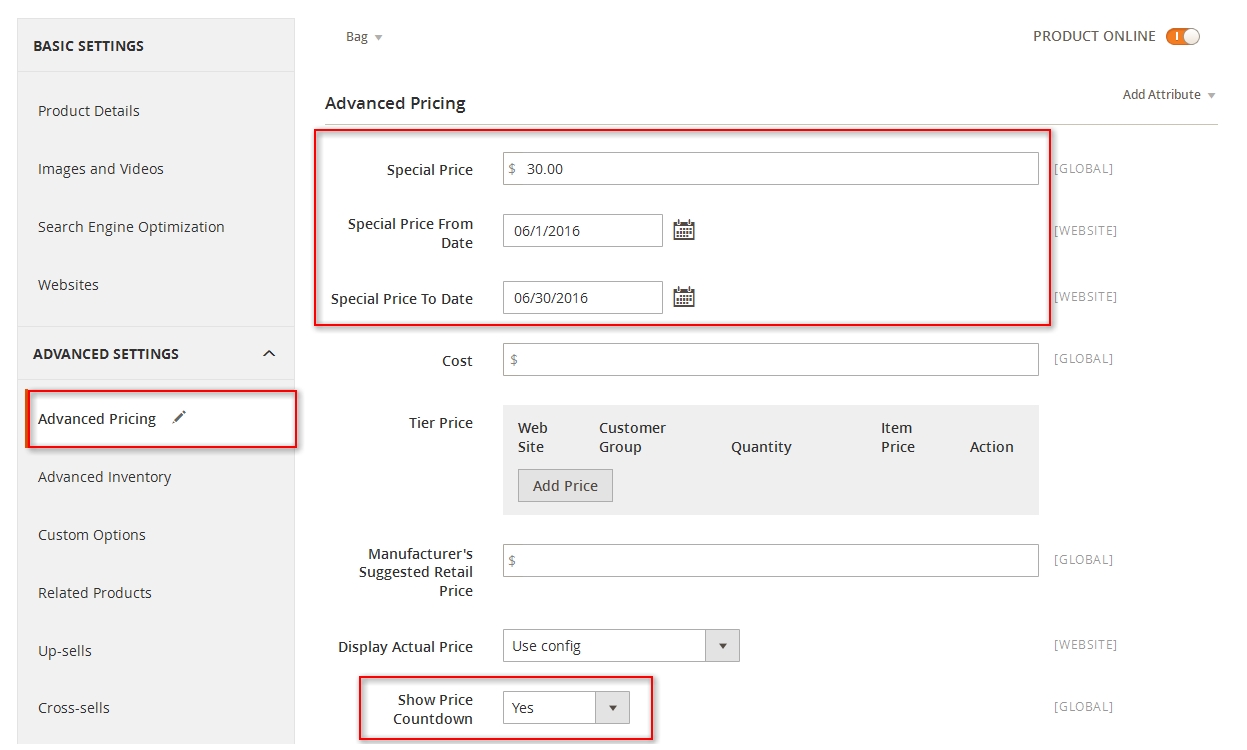 BASIC SETTINGS
Product Details
Images and Videos
Search Engine Optimization
Websites
ADVANCED SETTINGS
Advanced Pricing
Advanced Inventory
Custom Options
Related Products
Up-sells
Cross-sells
Bag
PRODUCT ONLINE
Advanced Pricing
Add Attribute
Special Price
$ 30.00
[GLOBAL]
Special Price From
Date
06/1/2016
[WEBSITE]
Special Price To Date
06/30/2016
[WEBSITE]
Cost
$
[GLOBAL]
Tier Price
Web
Site
Customer
Group
Quantity
Item
Price
Action
Add Price
Manufacturer's
Suggested Retail
Price
$
[GLOBAL]
Display Actual Price
Use config
[WEBSITE]
Show Price
Countdown
Yes
[GLOBAL]